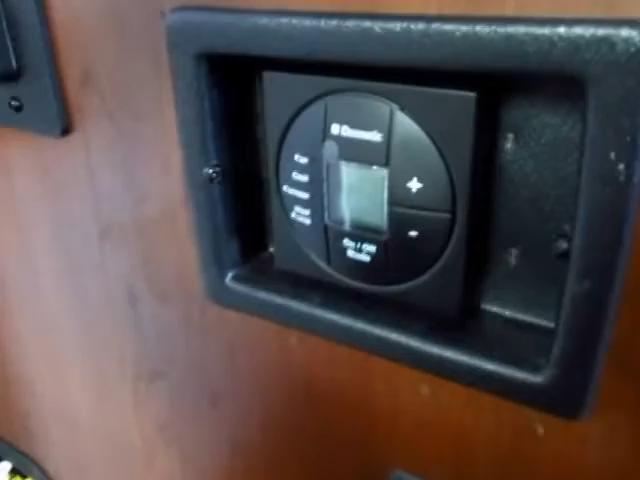 Dometic
Fan
Cool
Furnace
Heat
Pump
+
-
On / Off
Mode